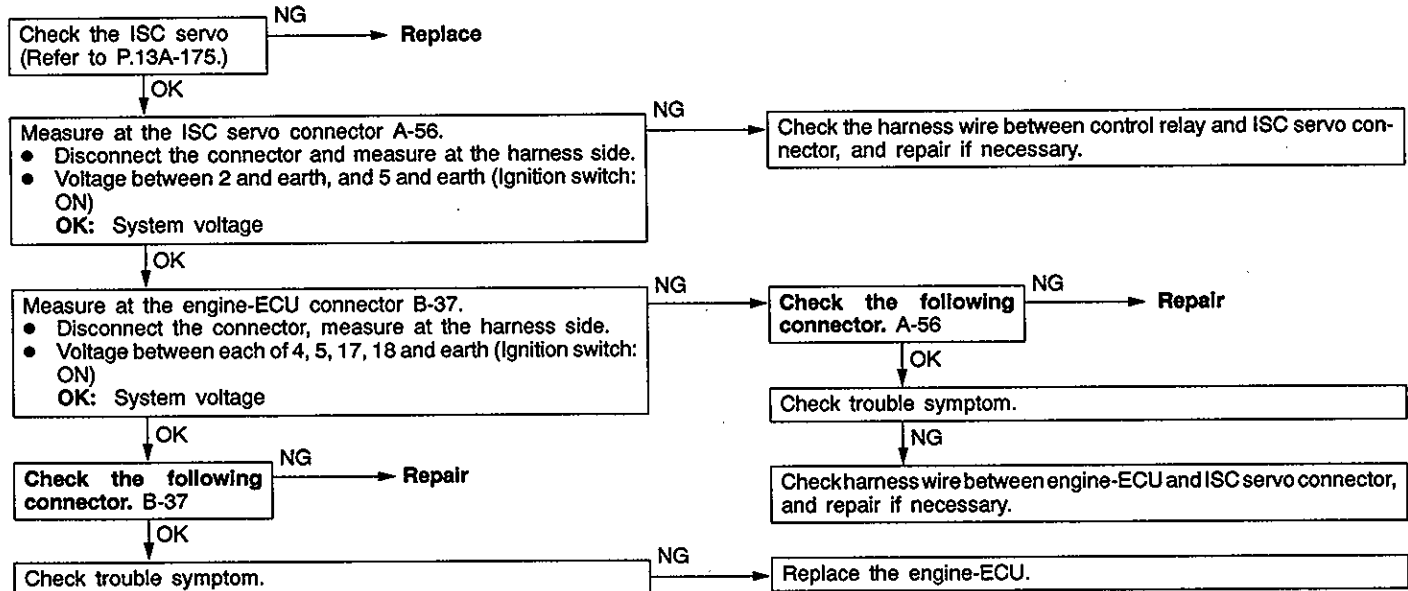 NG
Check the ISC servo
(Refer to P.13A-175.)
Replace
OK
Measure at the ISC servo connector A-56.
● Disconnect the connector and measure at the harness side.
● Voltage between 2 and earth, and 5 and earth (Ignition switch:
ON)
OK: System voltage
NG
Check the harness wire between control relay and ISC servo con-
nector, and repair if necessary.
OK
Measure at the engine-ECU connector B-37.
● Disconnect the connector, measure at the harness side.
● Voltage between each of 4, 5, 17, 18 and earth (Ignition switch:
ON)
OK: System voltage
NG
Check the following
connector. A-56
NG
Repair
OK
Check trouble symptom.
NG
Check harness wire between engine-ECU and ISC servo connector,
and repair if necessary.
OK
Check the following
connector. B-37
NG
Repair
OK
Check trouble symptom.
NG
Replace the engine-ECU.